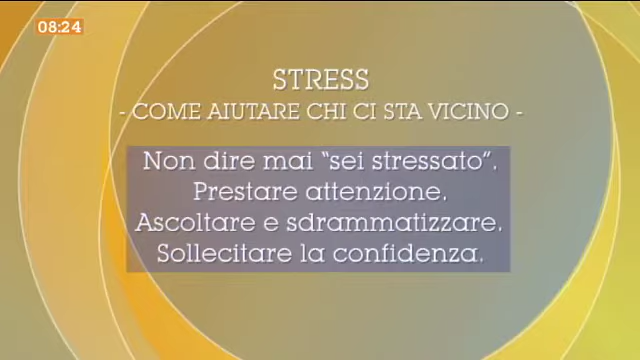 08:24
STRESS
- COME AIUTARE CHI CI STA VICINO -
Non dire mai "sei stressato".
Prestare attenzione.
Ascoltare e sdrammatizzare.
Sollecitare la confidenza.